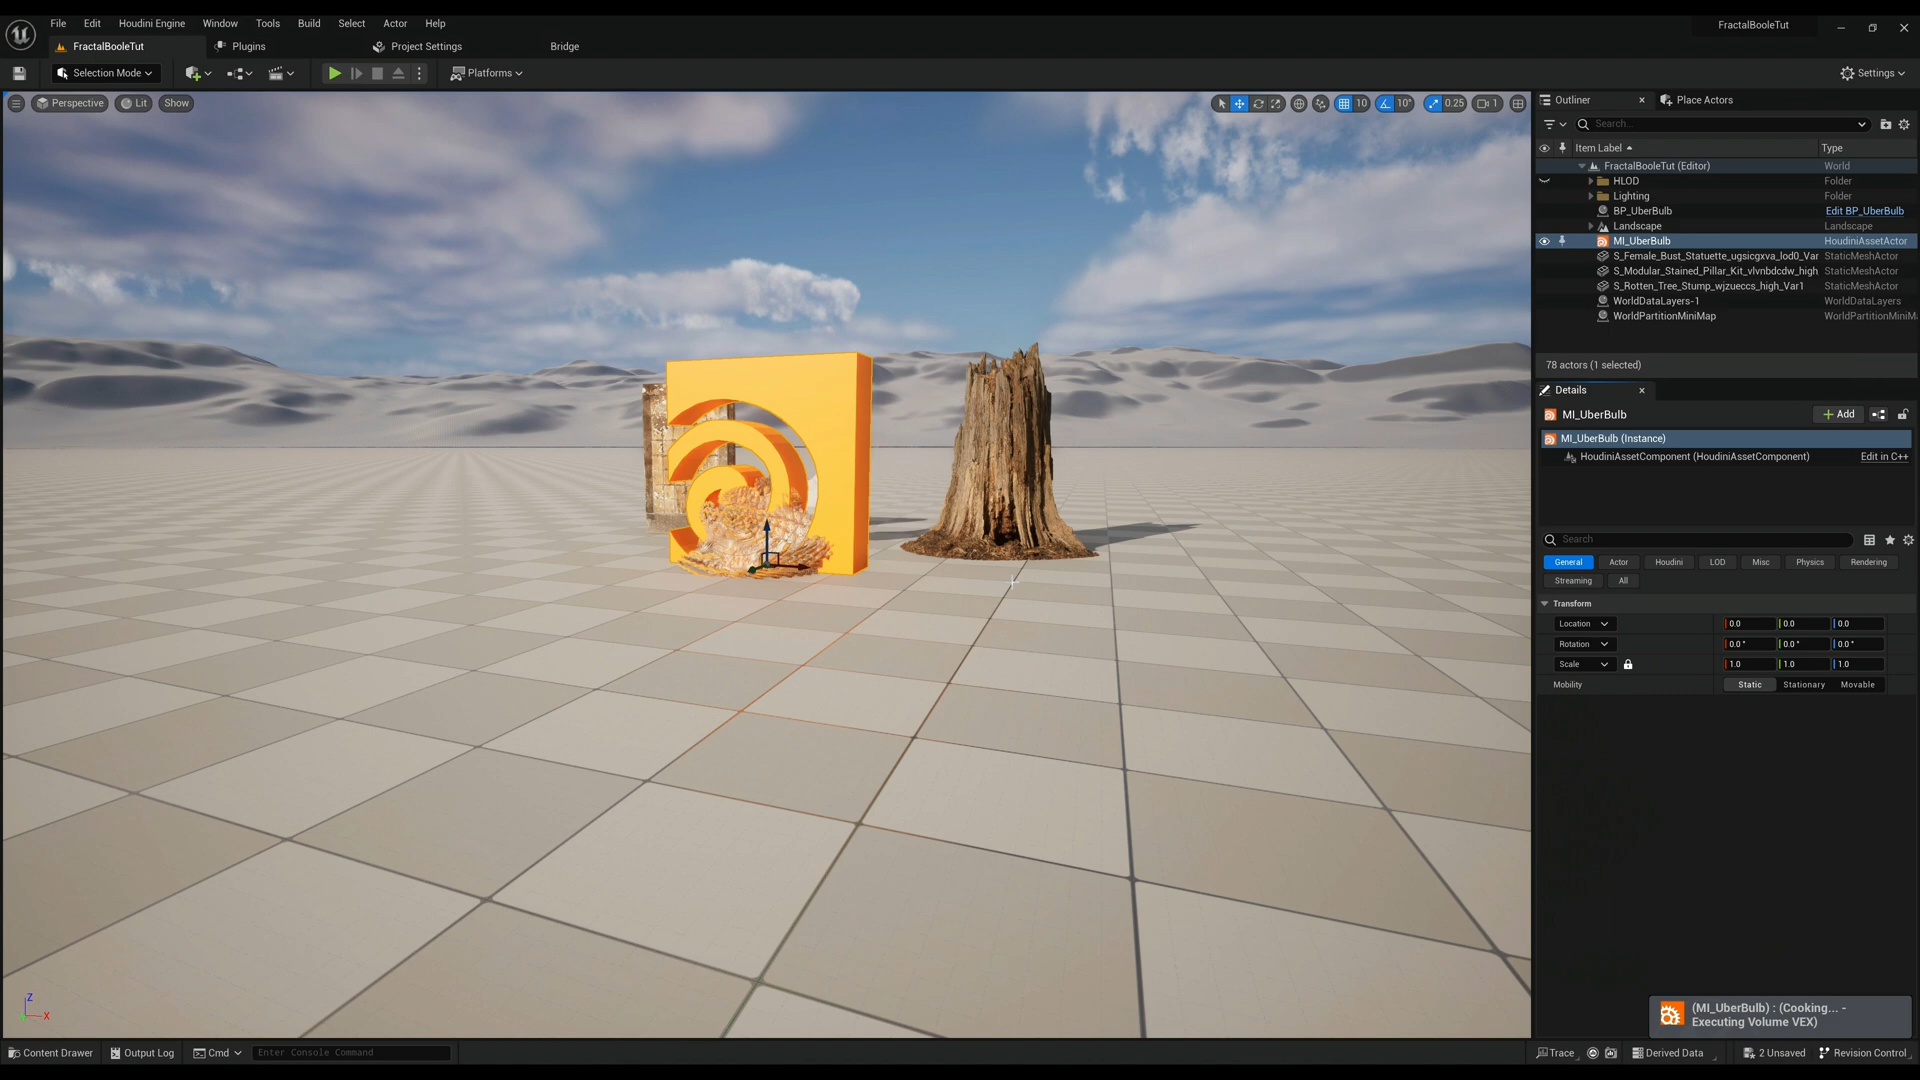 File Edit Houdini Engine Window Tools Build Select Actor Help
FractalBooleTut
FractalBooleTut Plugins Project Settings Bridge
Selection Mode Platforms Settings
Perspective Lit Show 10 10° 0.25 1
Outliner Place Actors
Search...
Item Label Type
FractalBooleTut (Editor) World
HLOD Folder
Lighting Folder
BP_UberBulb Edit BP_UberBulb
Landscape Landscape
MI_UberBulb HoudiniAssetActor
S_Female_Bust_Statuette_ugsicgxva_lod0_Var StaticMeshActor
S_Modular_Stained_Pillar_Kit_vlvnbdcdw_high StaticMeshActor
S_Rotten_Tree_Stump_wjzueccs_high_Var1 StaticMeshActor
WorldDataLayers-1 WorldDataLayers
WorldPartitionMiniMap WorldPartitionMiniM
78 actors (1 selected)
Details
MI_UberBulb Add
MI_UberBulb (Instance)
HoudiniAssetComponent (HoudiniAssetComponent) Edit in C++
Search
General Actor Houdini LOD Misc Physics Rendering
Streaming All
Transform
Location 0.0 0.0 0.0
Rotation 0.0 ° 0.0 ° 0.0 °
Scale 1.0 1.0 1.0
Mobility Static Stationary Movable
Z
X
(MI_UberBulb) : (Cooking... -
Executing Volume VEX)
Content Drawer Output Log Cmd Enter Console Command Trace Derived Data 2 Unsaved Revision Control